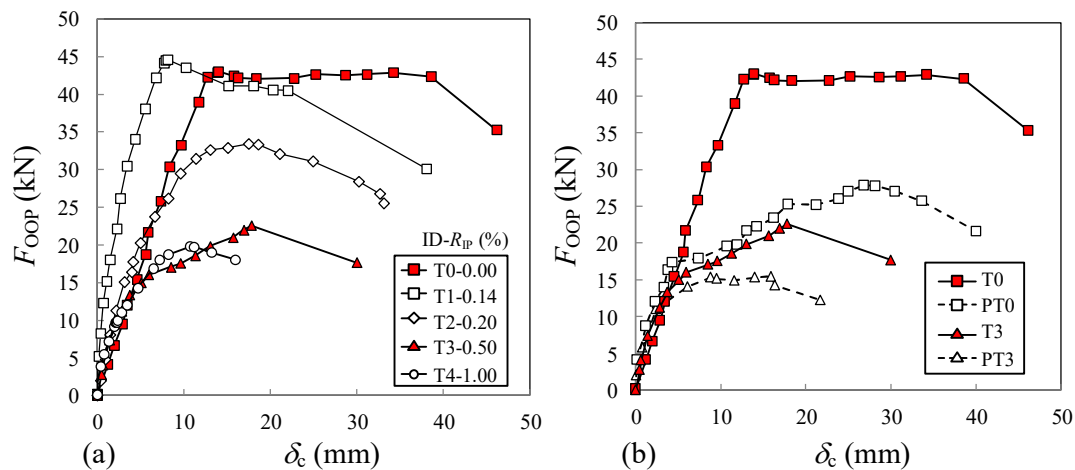 50
45
40
35
30
25
20
15
10
5
0
F_OOP (kN)
0 10 20 30 40 50
(a) δ_c (mm)
ID-R_IP (%)
T0-0.00
T1-0.14
T2-0.20
T3-0.50
T4-1.00
50
45
40
35
30
25
20
15
10
5
0
F_OOP (kN)
0 10 20 30 40 50
(b) δ_c (mm)
T0
PT0
T3
PT3